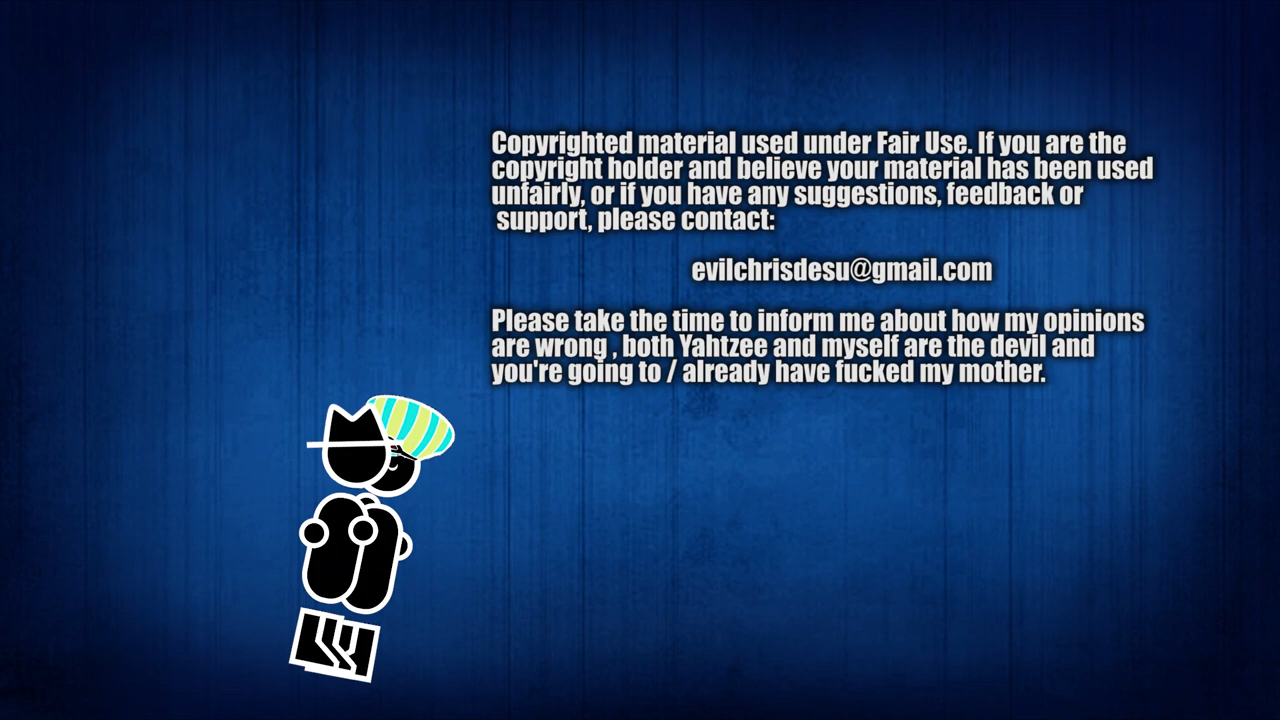 Copyrighted material used under Fair Use. If you are the
copyright holder and believe your material has been used
unfairly, or if you have any suggestions, feedback or
support, please contact:
evilchrisdesu@gmail.com
Please take the time to inform me about how my opinions
are wrong , both Yahtzee and myself are the devil and
you're going to / already have fucked my mother.